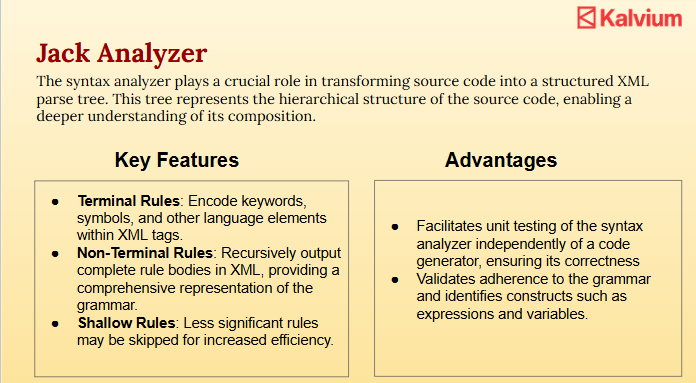 Kalvium
Jack Analyzer
The syntax analyzer plays a crucial role in transforming source code into a structured XML
parse tree. This tree represents the hierarchical structure of the source code, enabling a
deeper understanding of its composition.
Key Features
● Terminal Rules: Encode keywords,
symbols, and other language elements
within XML tags.
● Non-Terminal Rules: Recursively output
complete rule bodies in XML, providing a
comprehensive representation of the
grammar.
● Shallow Rules: Less significant rules
may be skipped for increased efficiency.
Advantages
● Facilitates unit testing of the syntax
analyzer independently of a code
generator, ensuring its correctness
● Validates adherence to the grammar
and identifies constructs such as
expressions and variables.